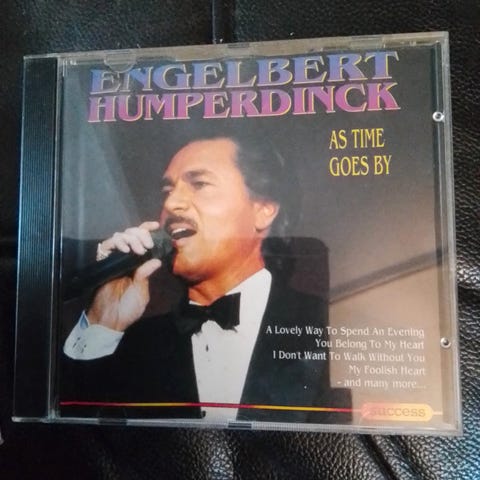 ENGELBERT
HUMPERDINCK
AS TIME
GOES BY
A Lovely Way To Spend An Evening
You Belong To My Heart
I Don't Want To Walk Without You
My Foolish Heart
- and many more...
success